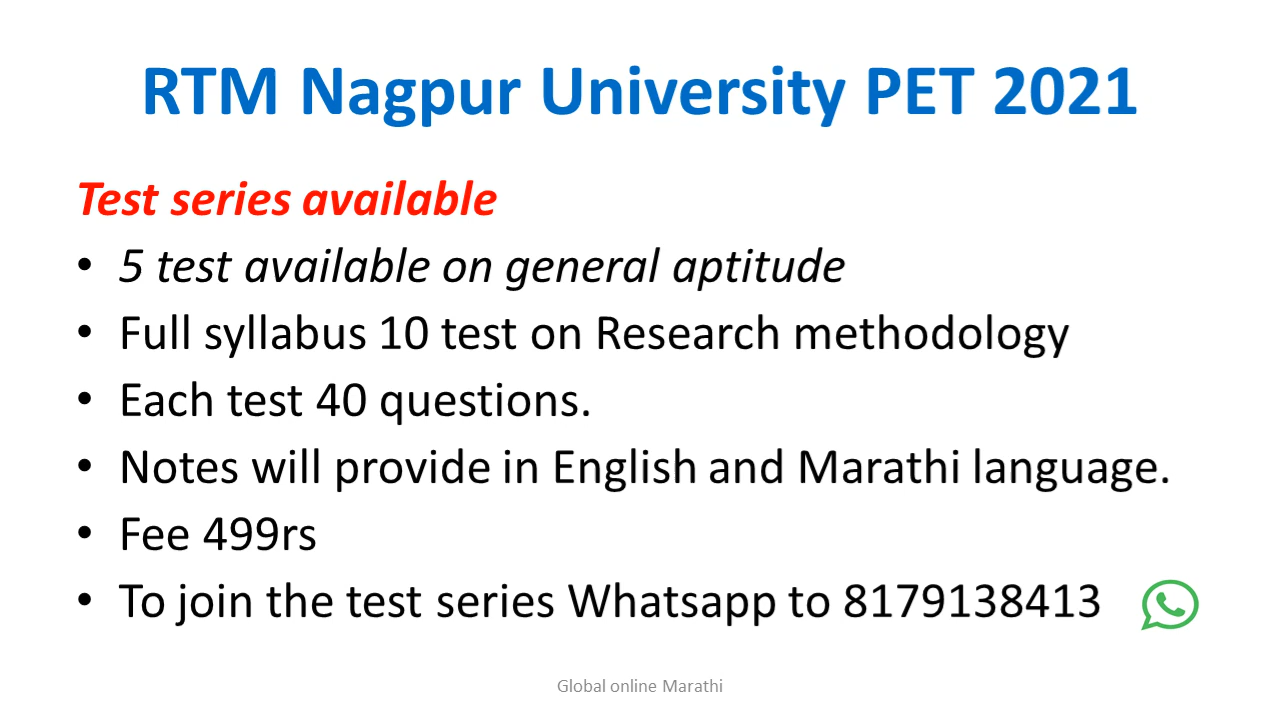 RTM Nagpur University PET 2021
Test series available
• 5 test available on general aptitude
• Full syllabus 10 test on Research methodology
• Each test 40 questions.
• Notes will provide in English and Marathi language.
• Fee 499rs
• To join the test series Whatsapp to 8179138413
Global online Marathi